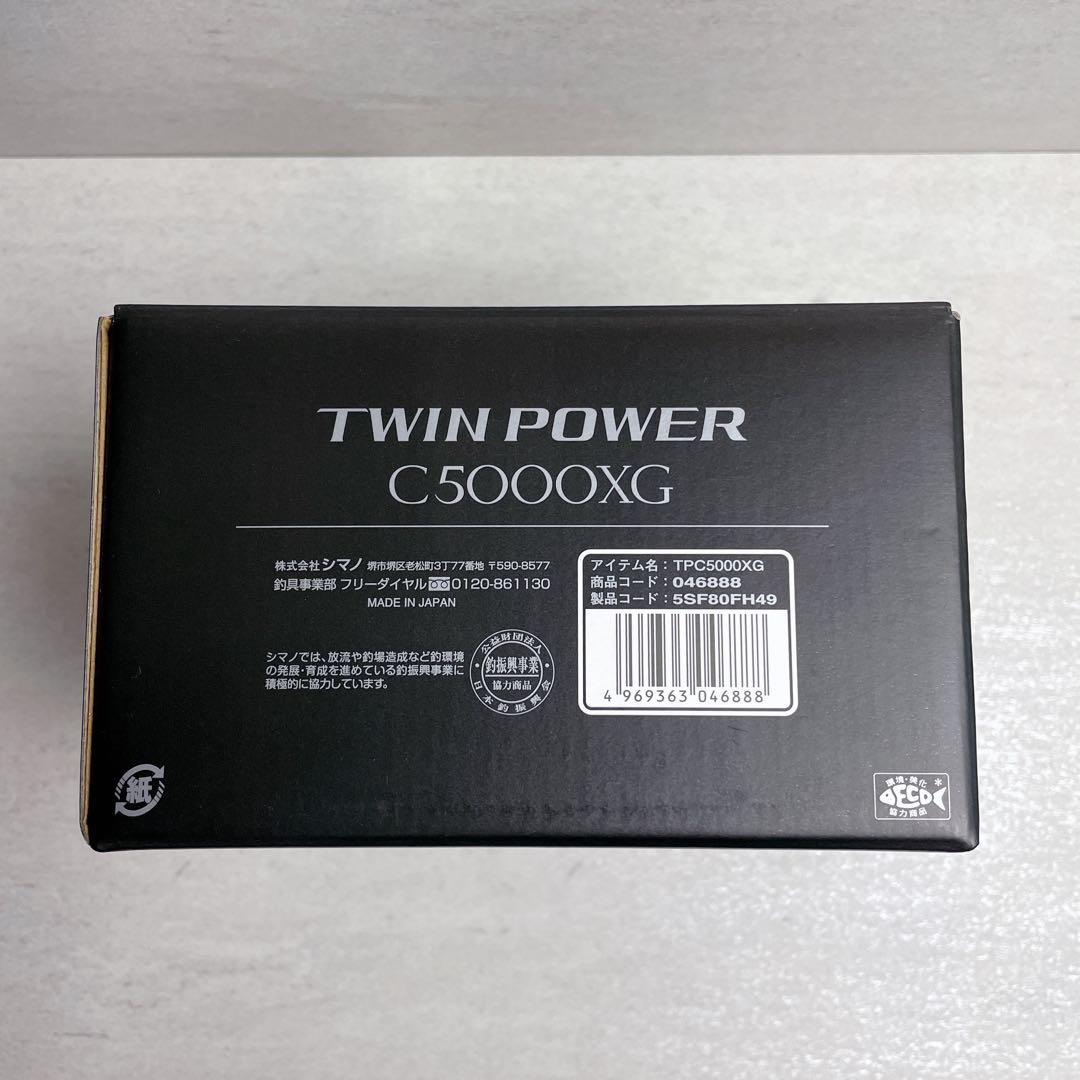 TWIN POWER
C5000XG
株式会社シマノ 堺市堺区老松町3丁77番地 〒590-8577
釣具事業部 フリーダイヤル 0120-861130
MADE IN JAPAN
シマノでは、放流や釣場造成など釣環境
の発展・育成を進めている釣振興事業に
積極的に協力しています。
公益財団法人
釣振興事業
協力商品
日本釣振興会
アイテム名：TPC5000XG
商品コード：046888
製品コード：5SF80FH49
4 969363 046888
紙
環境・美化
ECO
協力商品